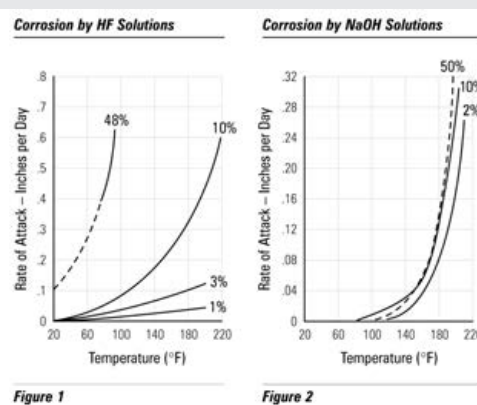 Corrosion by HF Solutions
.8
.7
.6
.5
.4
.3
.2
.1
0
Rate of Attack – Inches per Day
48%
10%
3%
1%
20 60 100 140 180 220
Temperature (°F)
Figure 1
Corrosion by NaOH Solutions
.32
.28
.24
.20
.16
.12
.08
.04
0
Rate of Attack – Inches per Day
50%
10%
2%
20 60 100 140 180 220
Temperature (°F)
Figure 2